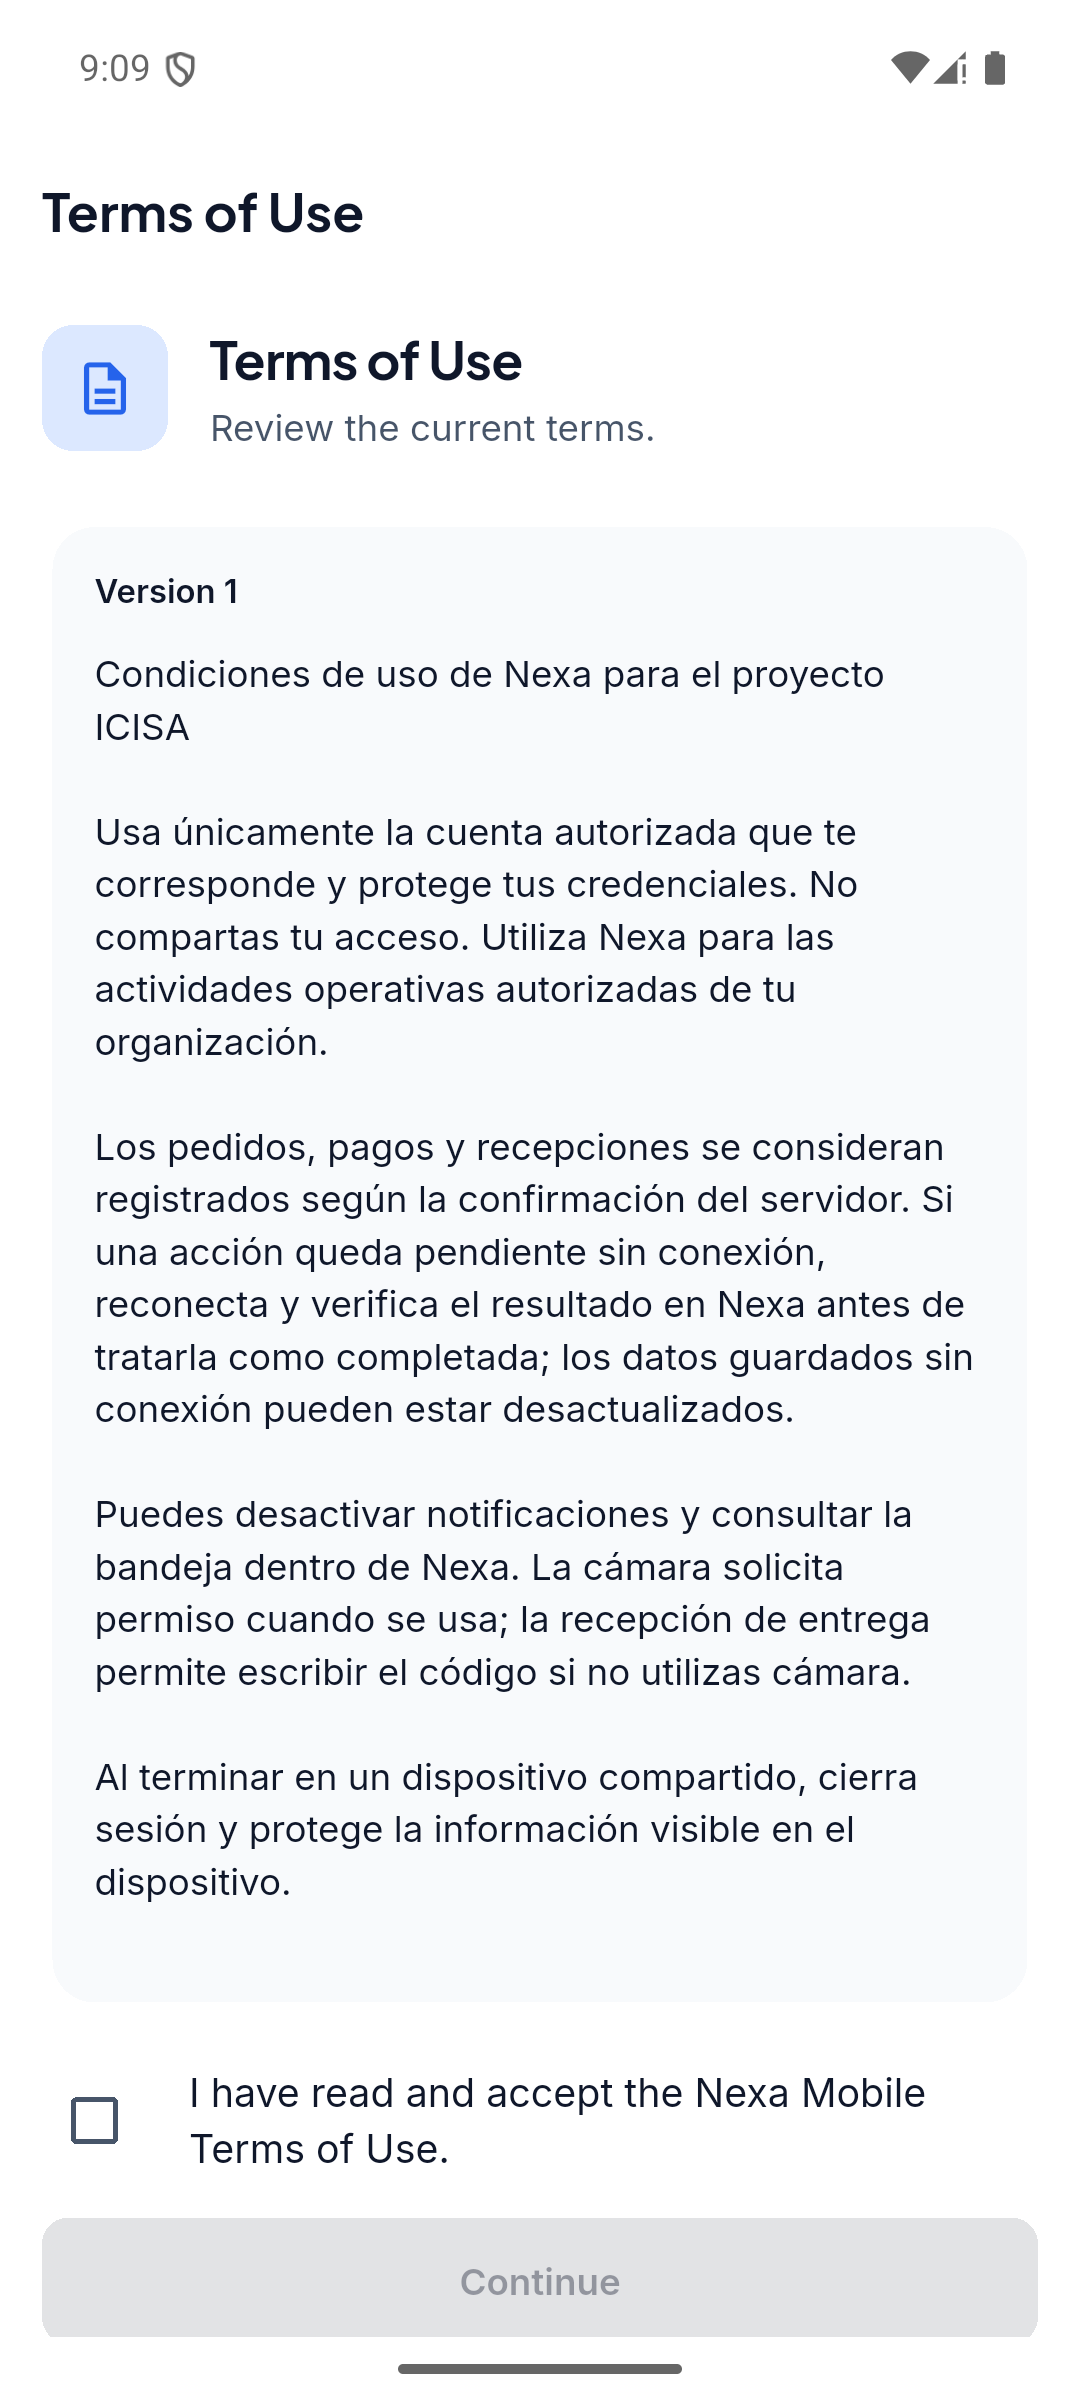 9:09
Terms of Use
Terms of Use
Review the current terms.
Version 1
Condiciones de uso de Nexa para el proyecto
ICISA
Usa únicamente la cuenta autorizada que te
corresponde y protege tus credenciales. No
compartas tu acceso. Utiliza Nexa para las
actividades operativas autorizadas de tu
organización.
Los pedidos, pagos y recepciones se consideran
registrados según la confirmación del servidor. Si
una acción queda pendiente sin conexión,
reconecta y verifica el resultado en Nexa antes de
tratarla como completada; los datos guardados sin
conexión pueden estar desactualizados.
Puedes desactivar notificaciones y consultar la
bandeja dentro de Nexa. La cámara solicita
permiso cuando se usa; la recepción de entrega
permite escribir el código si no utilizas cámara.
Al terminar en un dispositivo compartido, cierra
sesión y protege la información visible en el
dispositivo.
I have read and accept the Nexa Mobile
Terms of Use.
Continue